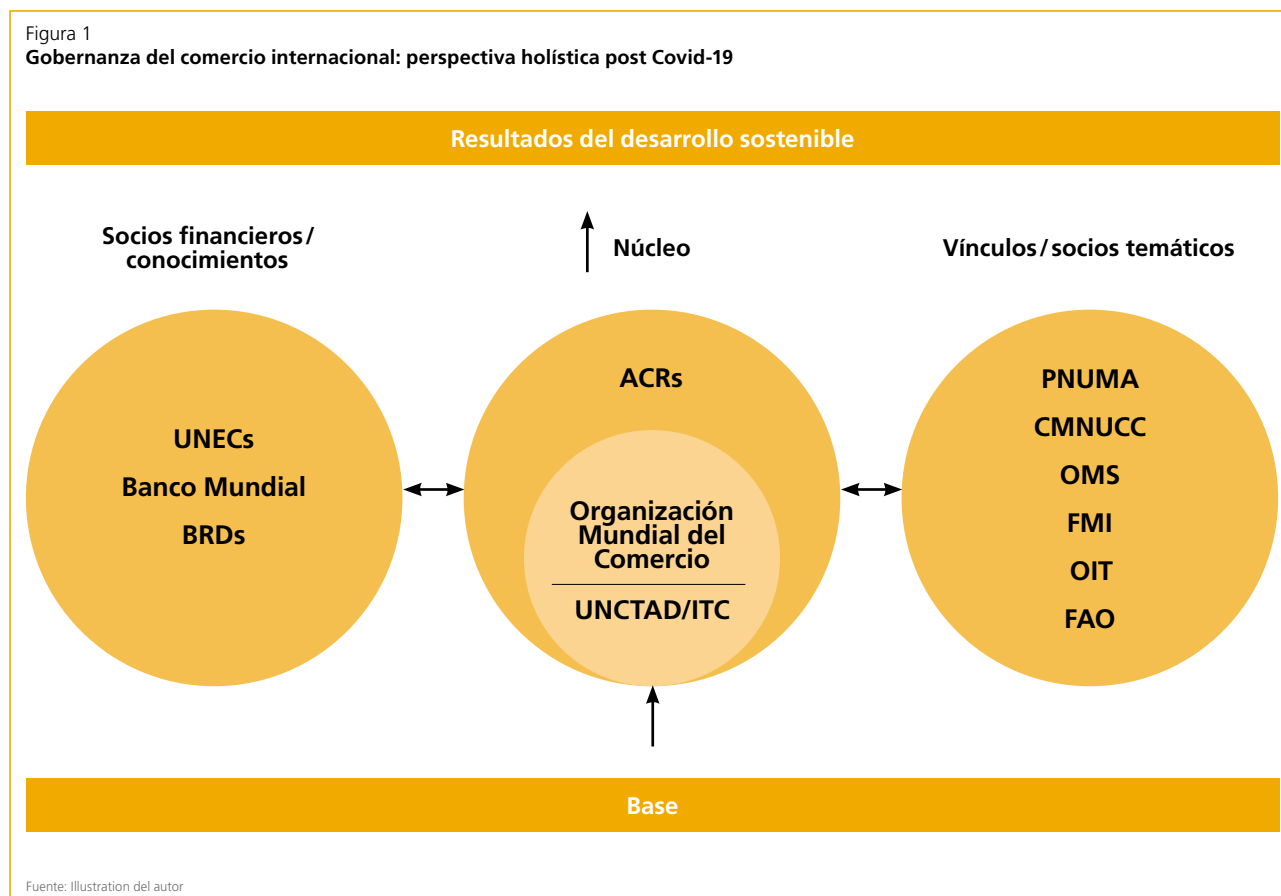 Figura 1
Gobernanza del comercio internacional: perspectiva holística post Covid-19
Resultados del desarrollo sostenible
Socios financieros/
conocimientos
Núcleo
Vínculos/socios temáticos
UNECs
Banco Mundial
BRDs
ACRs
Organización
Mundial del
Comercio
UNCTAD/ITC
PNUMA
CMNUCC
OMS
FMI
OIT
FAO
Base
Fuente: Illustration del autor